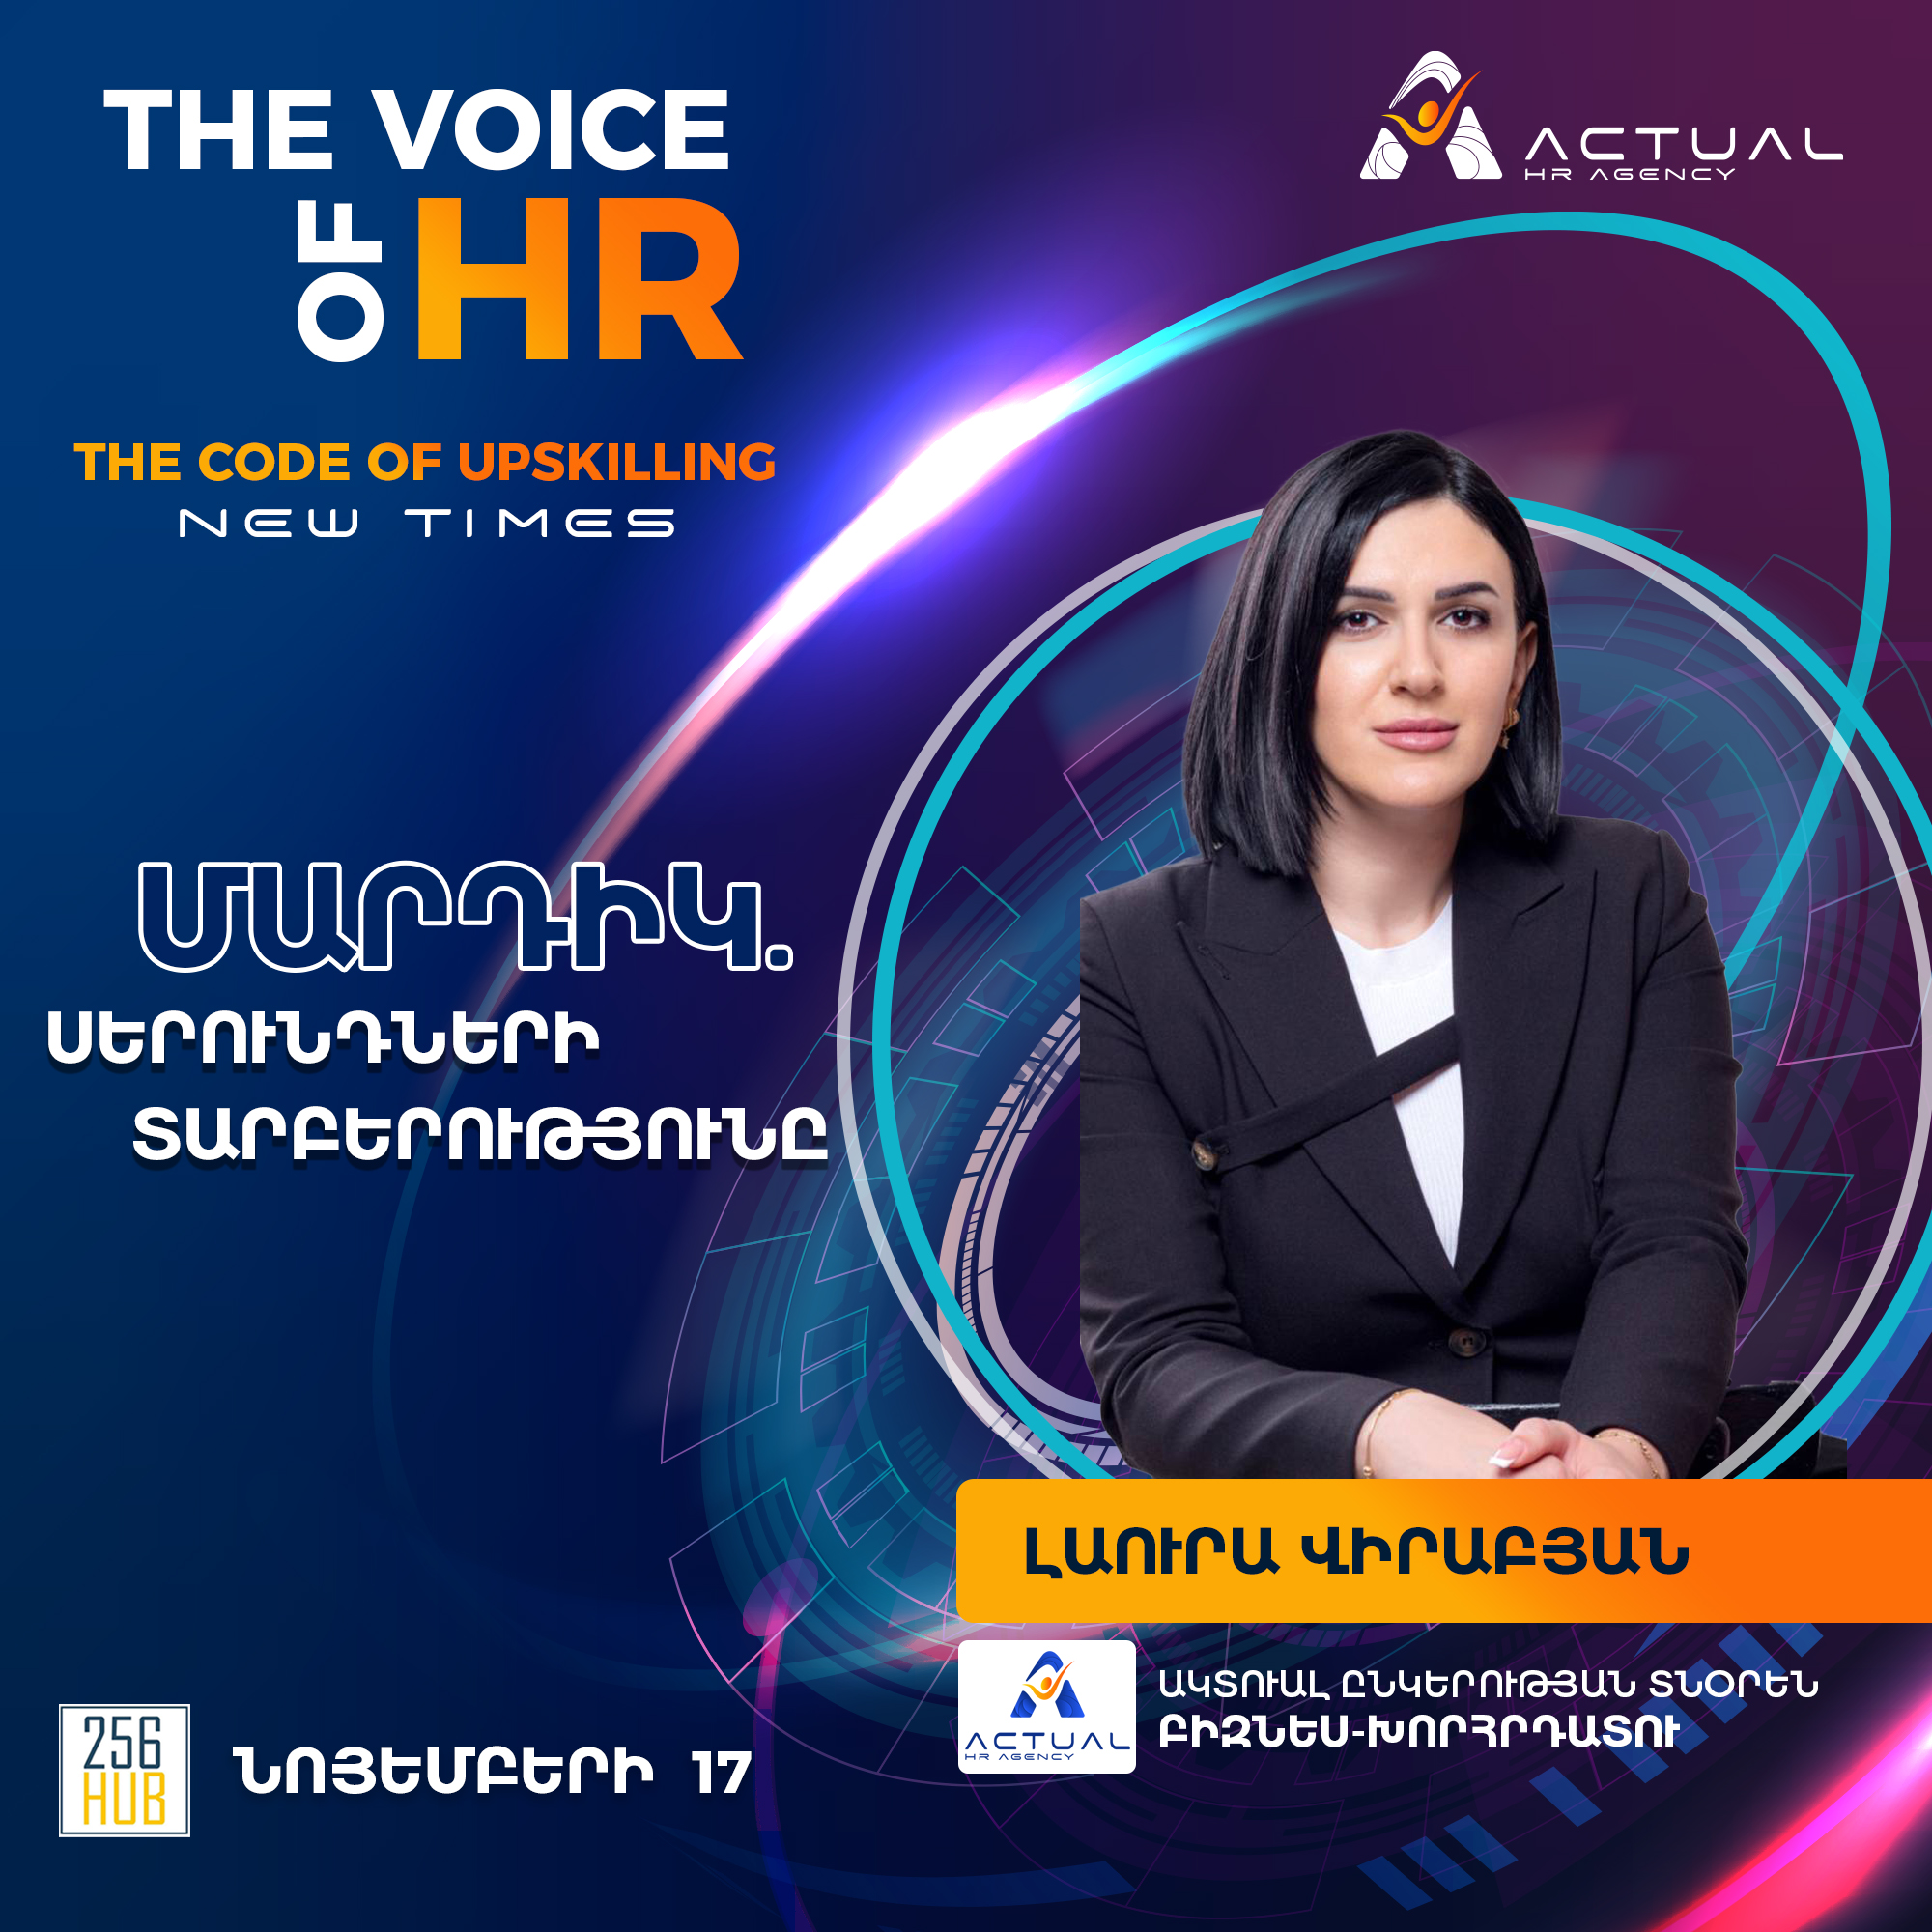 THE VOICE
OF HR
THE CODE OF UPSKILLING
NEW TIMES
ACTUAL
HR AGENCY
ՄԱՐԴԻԿ.
ՍԵՐՈՒՆԴՆԵՐԻ
ՏԱՐԲԵՐՈՒԹՅՈՒՆԸ
ԼԱՈՒՐԱ ՎԻՐԱԲՅԱՆ
ACTUAL
HR AGENCY
ԱԿՏՈՒԱԼ ԸՆԿԵՐՈՒԹՅԱՆ ՏՆՕՐԵՆ
ԲԻԶՆԵՍ-ԽՈՐՀՐԴԱՏՈՒ
256
HUB
ՆՈՅԵՄԲԵՐԻ 17